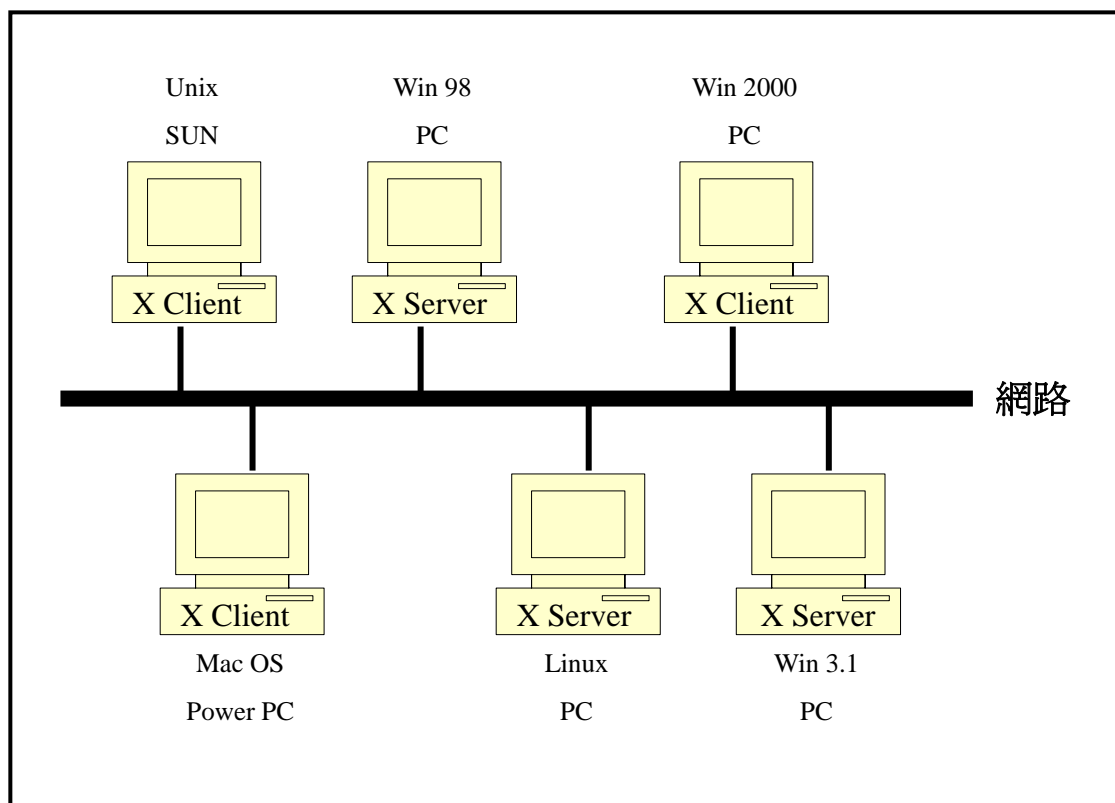 Unix
SUN
X Client
Win 98
PC
X Server
Win 2000
PC
X Client
網路
X Client
Mac OS
Power PC
X Server
Linux
PC
X Server
Win 3.1
PC